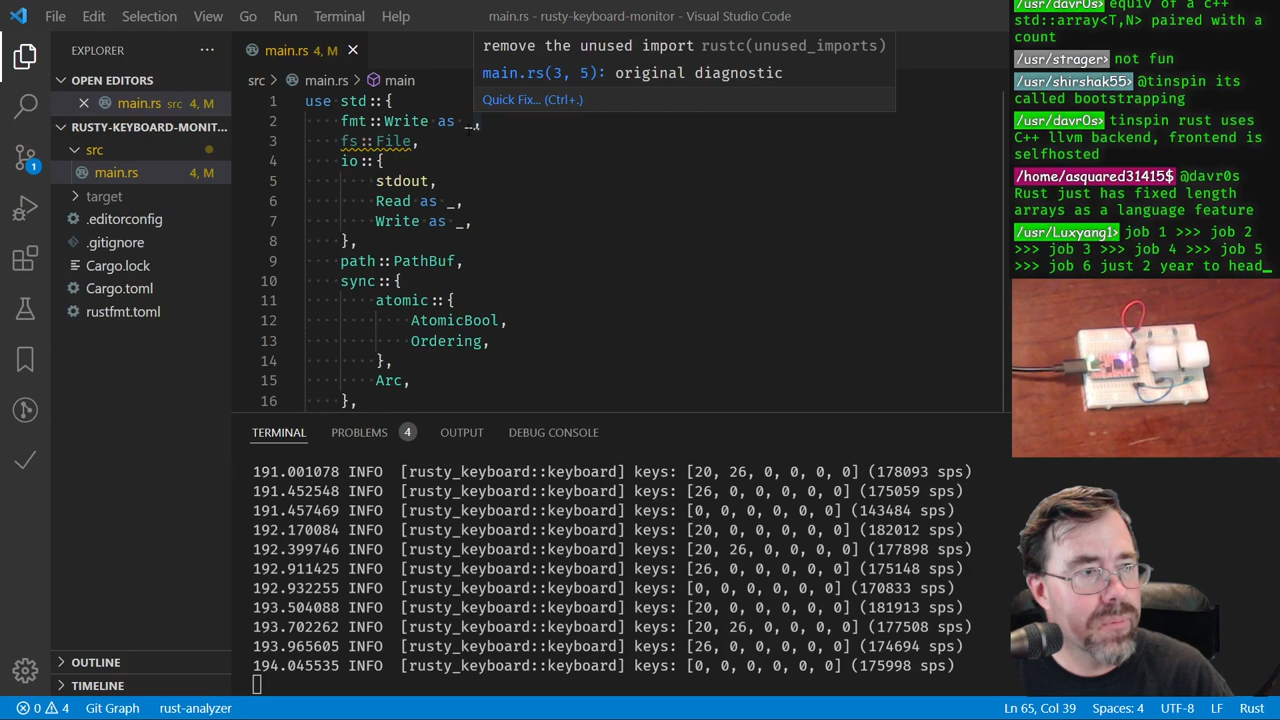 File Edit Selection View Go Run Terminal Help
main.rs - rusty-keyboard-monitor - Visual Studio Code
EXPLORER
OPEN EDITORS
main.rs src 4, M
RUSTY-KEYBOARD-MONIT...
src
main.rs 4, M
target
.editorconfig
.gitignore
Cargo.lock
Cargo.toml
rustfmt.toml
OUTLINE
TIMELINE
1
main.rs 4, M
src > main.rs > main
remove the unused import rustc(unused_imports)
main.rs(3, 5): original diagnostic
Quick Fix... (Ctrl+.)
1 use std::{
2 fmt::Write as _,
3 fs::File,
4 io::{
5 stdout,
6 Read as _,
7 Write as _,
8 },
9 path::PathBuf,
10 sync::{
11 atomic::{
12 AtomicBool,
13 Ordering,
14 },
15 Arc,
16 },
TERMINAL PROBLEMS 4 OUTPUT DEBUG CONSOLE
191.001078 INFO [rusty_keyboard::keyboard] keys: [20, 26, 0, 0, 0, 0] (178093 sps)
191.452548 INFO [rusty_keyboard::keyboard] keys: [26, 0, 0, 0, 0, 0] (175059 sps)
191.457469 INFO [rusty_keyboard::keyboard] keys: [0, 0, 0, 0, 0, 0] (143484 sps)
192.170084 INFO [rusty_keyboard::keyboard] keys: [20, 0, 0, 0, 0, 0] (182012 sps)
192.399746 INFO [rusty_keyboard::keyboard] keys: [20, 26, 0, 0, 0, 0] (177898 sps)
192.911425 INFO [rusty_keyboard::keyboard] keys: [26, 0, 0, 0, 0, 0] (175148 sps)
192.932255 INFO [rusty_keyboard::keyboard] keys: [0, 0, 0, 0, 0, 0] (170833 sps)
193.504088 INFO [rusty_keyboard::keyboard] keys: [20, 0, 0, 0, 0, 0] (181913 sps)
193.702262 INFO [rusty_keyboard::keyboard] keys: [20, 26, 0, 0, 0, 0] (177508 sps)
193.965605 INFO [rusty_keyboard::keyboard] keys: [26, 0, 0, 0, 0, 0] (174694 sps)
194.045535 INFO [rusty_keyboard::keyboard] keys: [0, 0, 0, 0, 0, 0] (175998 sps)
0 4 Git Graph rust-analyzer
Ln 65, Col 39 Spaces: 4 UTF-8 LF Rust
/usr/davr0s> equiv of a c++
std::array<T,N> paired with a
count
/usr/strager> not fun
/usr/shirshak55> @tinspin its
called bootstrapping
/usr/davr0s> tinspin rust uses
C++ llvm backend, frontend is
selfhosted
/home/asquared31415$ @davr0s
Rust just has fixed length
arrays as a language feature
/usr/Luxyang1> job 1 >>> job 2
>>> job 3 >>> job 4 >>> job 5
>>> job 6 just 2 year to head_